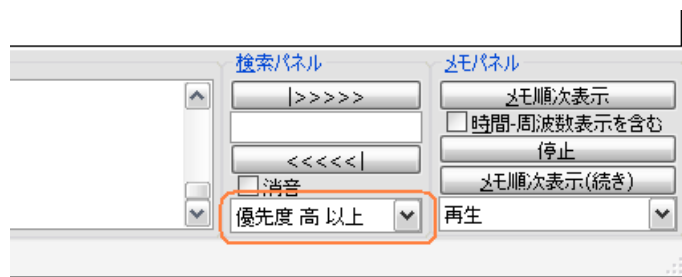 検索パネル
|>>>>>
<<<<<|
消音
優先度 高 以上
メモパネル
メモ順次表示
時間-周波数表示を含む
停止
メモ順次表示(続き)
再生